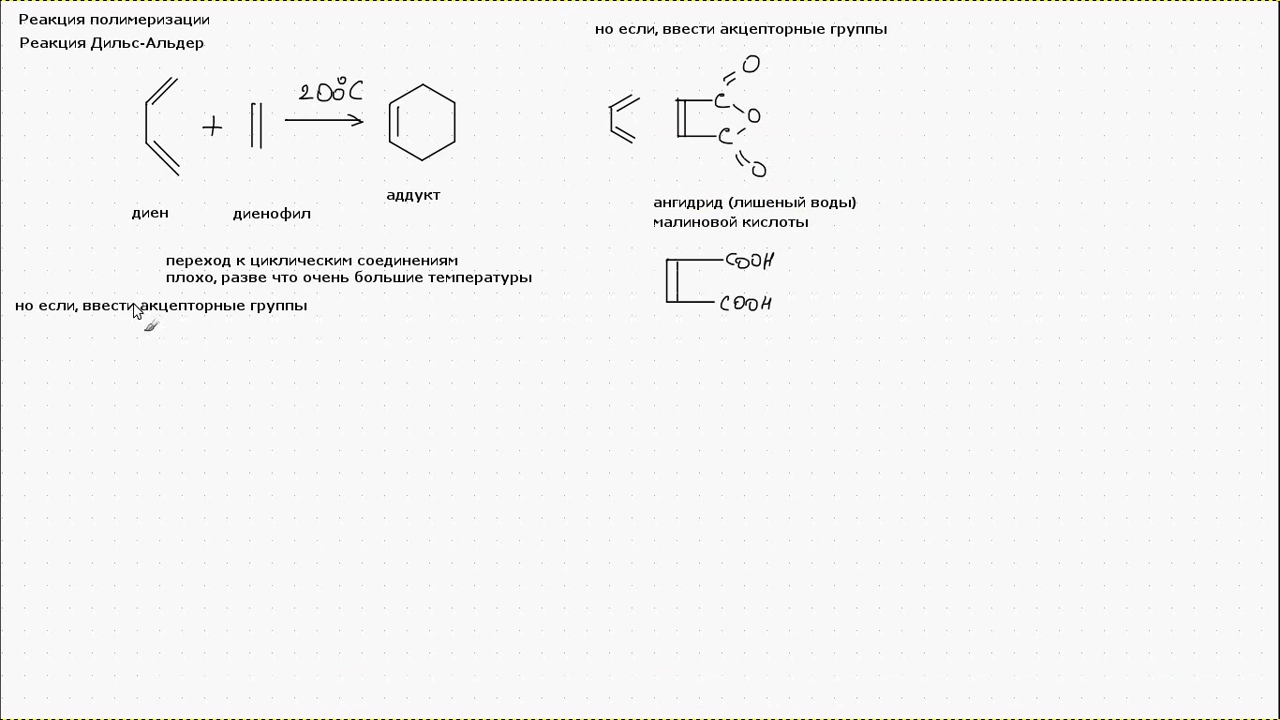 Реакция полимеризации
Реакция Дильс-Альдер
+
200°C
диен
диенофил
аддукт
переход к циклическим соединениям
плохо, разве что очень большие температуры
но если, ввести акцепторные группы
но если, ввести акцепторные группы
O
C
O
C
O
ангидрид (лишеный воды)
малиновой кислоты
COOH
COOH